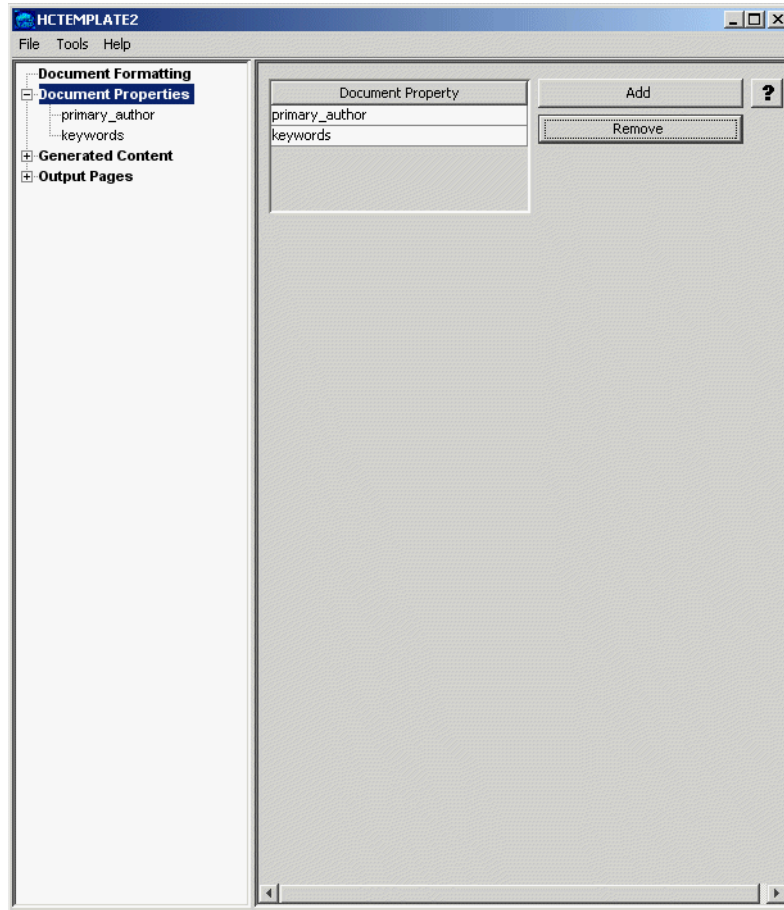 HCTEMPLATE2
File Tools Help
Document Formatting
Document Properties
primary_author
keywords
Generated Content
Output Pages
Document Property
primary_author
keywords
Add
?
Remove